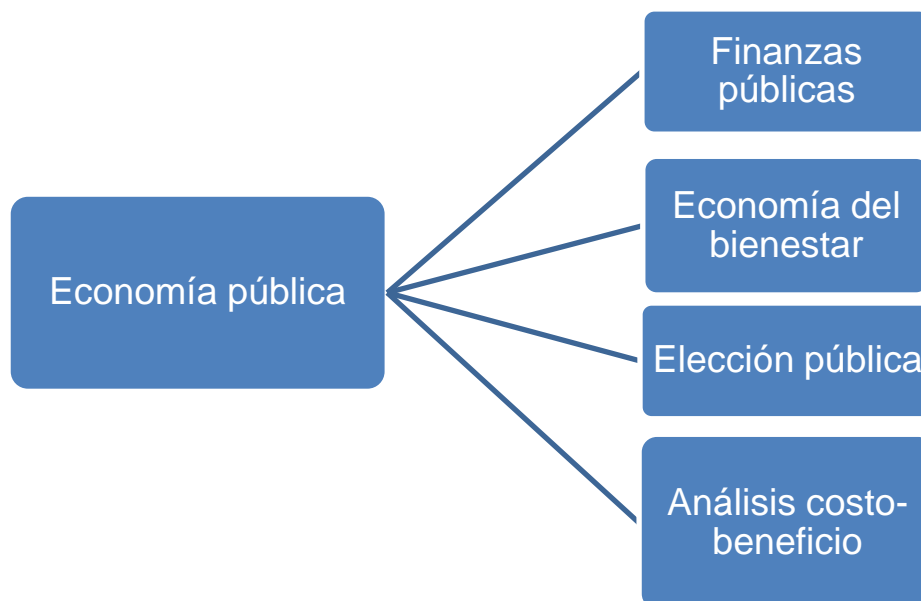 Finanzas
públicas
Economía del
bienestar
Economía pública
Elección pública
Análisis costo-
beneficio